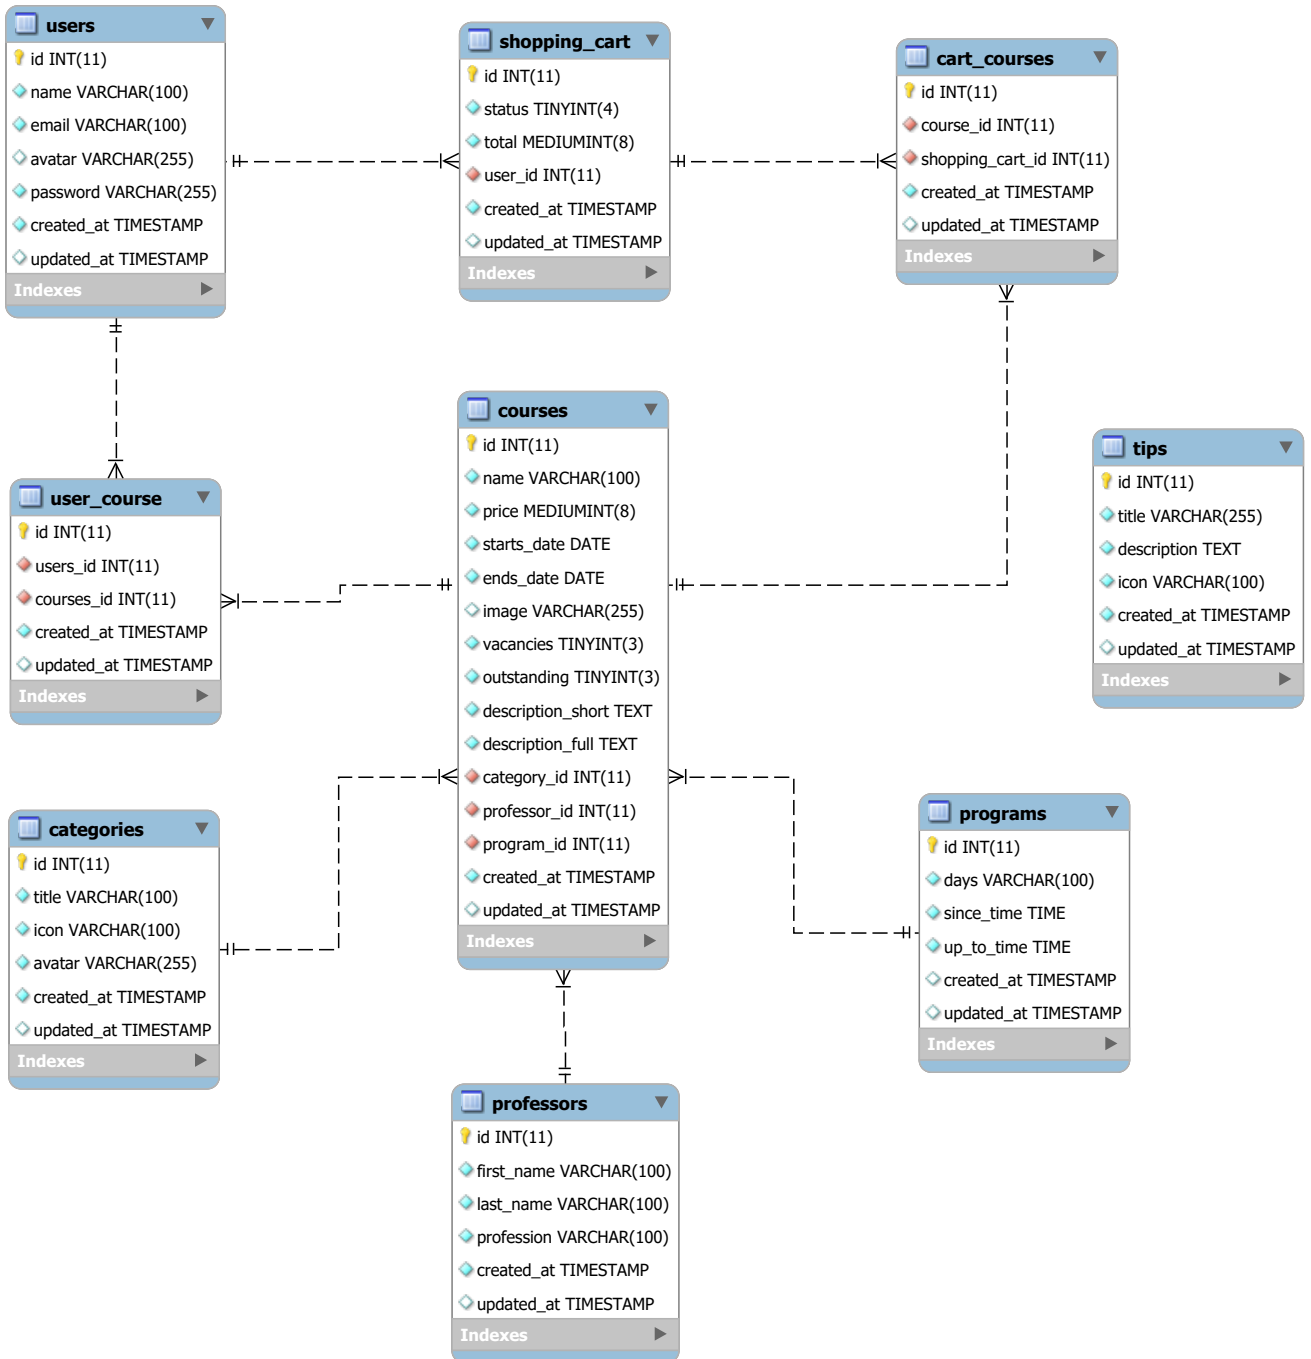 users
id INT(11)
name VARCHAR(100)
email VARCHAR(100)
avatar VARCHAR(255)
password VARCHAR(255)
created_at TIMESTAMP
updated_at TIMESTAMP
Indexes
shopping_cart
id INT(11)
status TINYINT(4)
total MEDIUMINT(8)
user_id INT(11)
created_at TIMESTAMP
updated_at TIMESTAMP
Indexes
cart_courses
id INT(11)
course_id INT(11)
shopping_cart_id INT(11)
created_at TIMESTAMP
updated_at TIMESTAMP
Indexes
user_course
id INT(11)
users_id INT(11)
courses_id INT(11)
created_at TIMESTAMP
updated_at TIMESTAMP
Indexes
courses
id INT(11)
name VARCHAR(100)
price MEDIUMINT(8)
starts_date DATE
ends_date DATE
image VARCHAR(255)
vacancies TINYINT(3)
outstanding TINYINT(3)
description_short TEXT
description_full TEXT
category_id INT(11)
professor_id INT(11)
program_id INT(11)
created_at TIMESTAMP
updated_at TIMESTAMP
Indexes
tips
id INT(11)
title VARCHAR(255)
description TEXT
icon VARCHAR(100)
created_at TIMESTAMP
updated_at TIMESTAMP
Indexes
categories
id INT(11)
title VARCHAR(100)
icon VARCHAR(100)
avatar VARCHAR(255)
created_at TIMESTAMP
updated_at TIMESTAMP
Indexes
programs
id INT(11)
days VARCHAR(100)
since_time TIME
up_to_time TIME
created_at TIMESTAMP
updated_at TIMESTAMP
Indexes
professors
id INT(11)
first_name VARCHAR(100)
last_name VARCHAR(100)
profession VARCHAR(100)
created_at TIMESTAMP
updated_at TIMESTAMP
Indexes